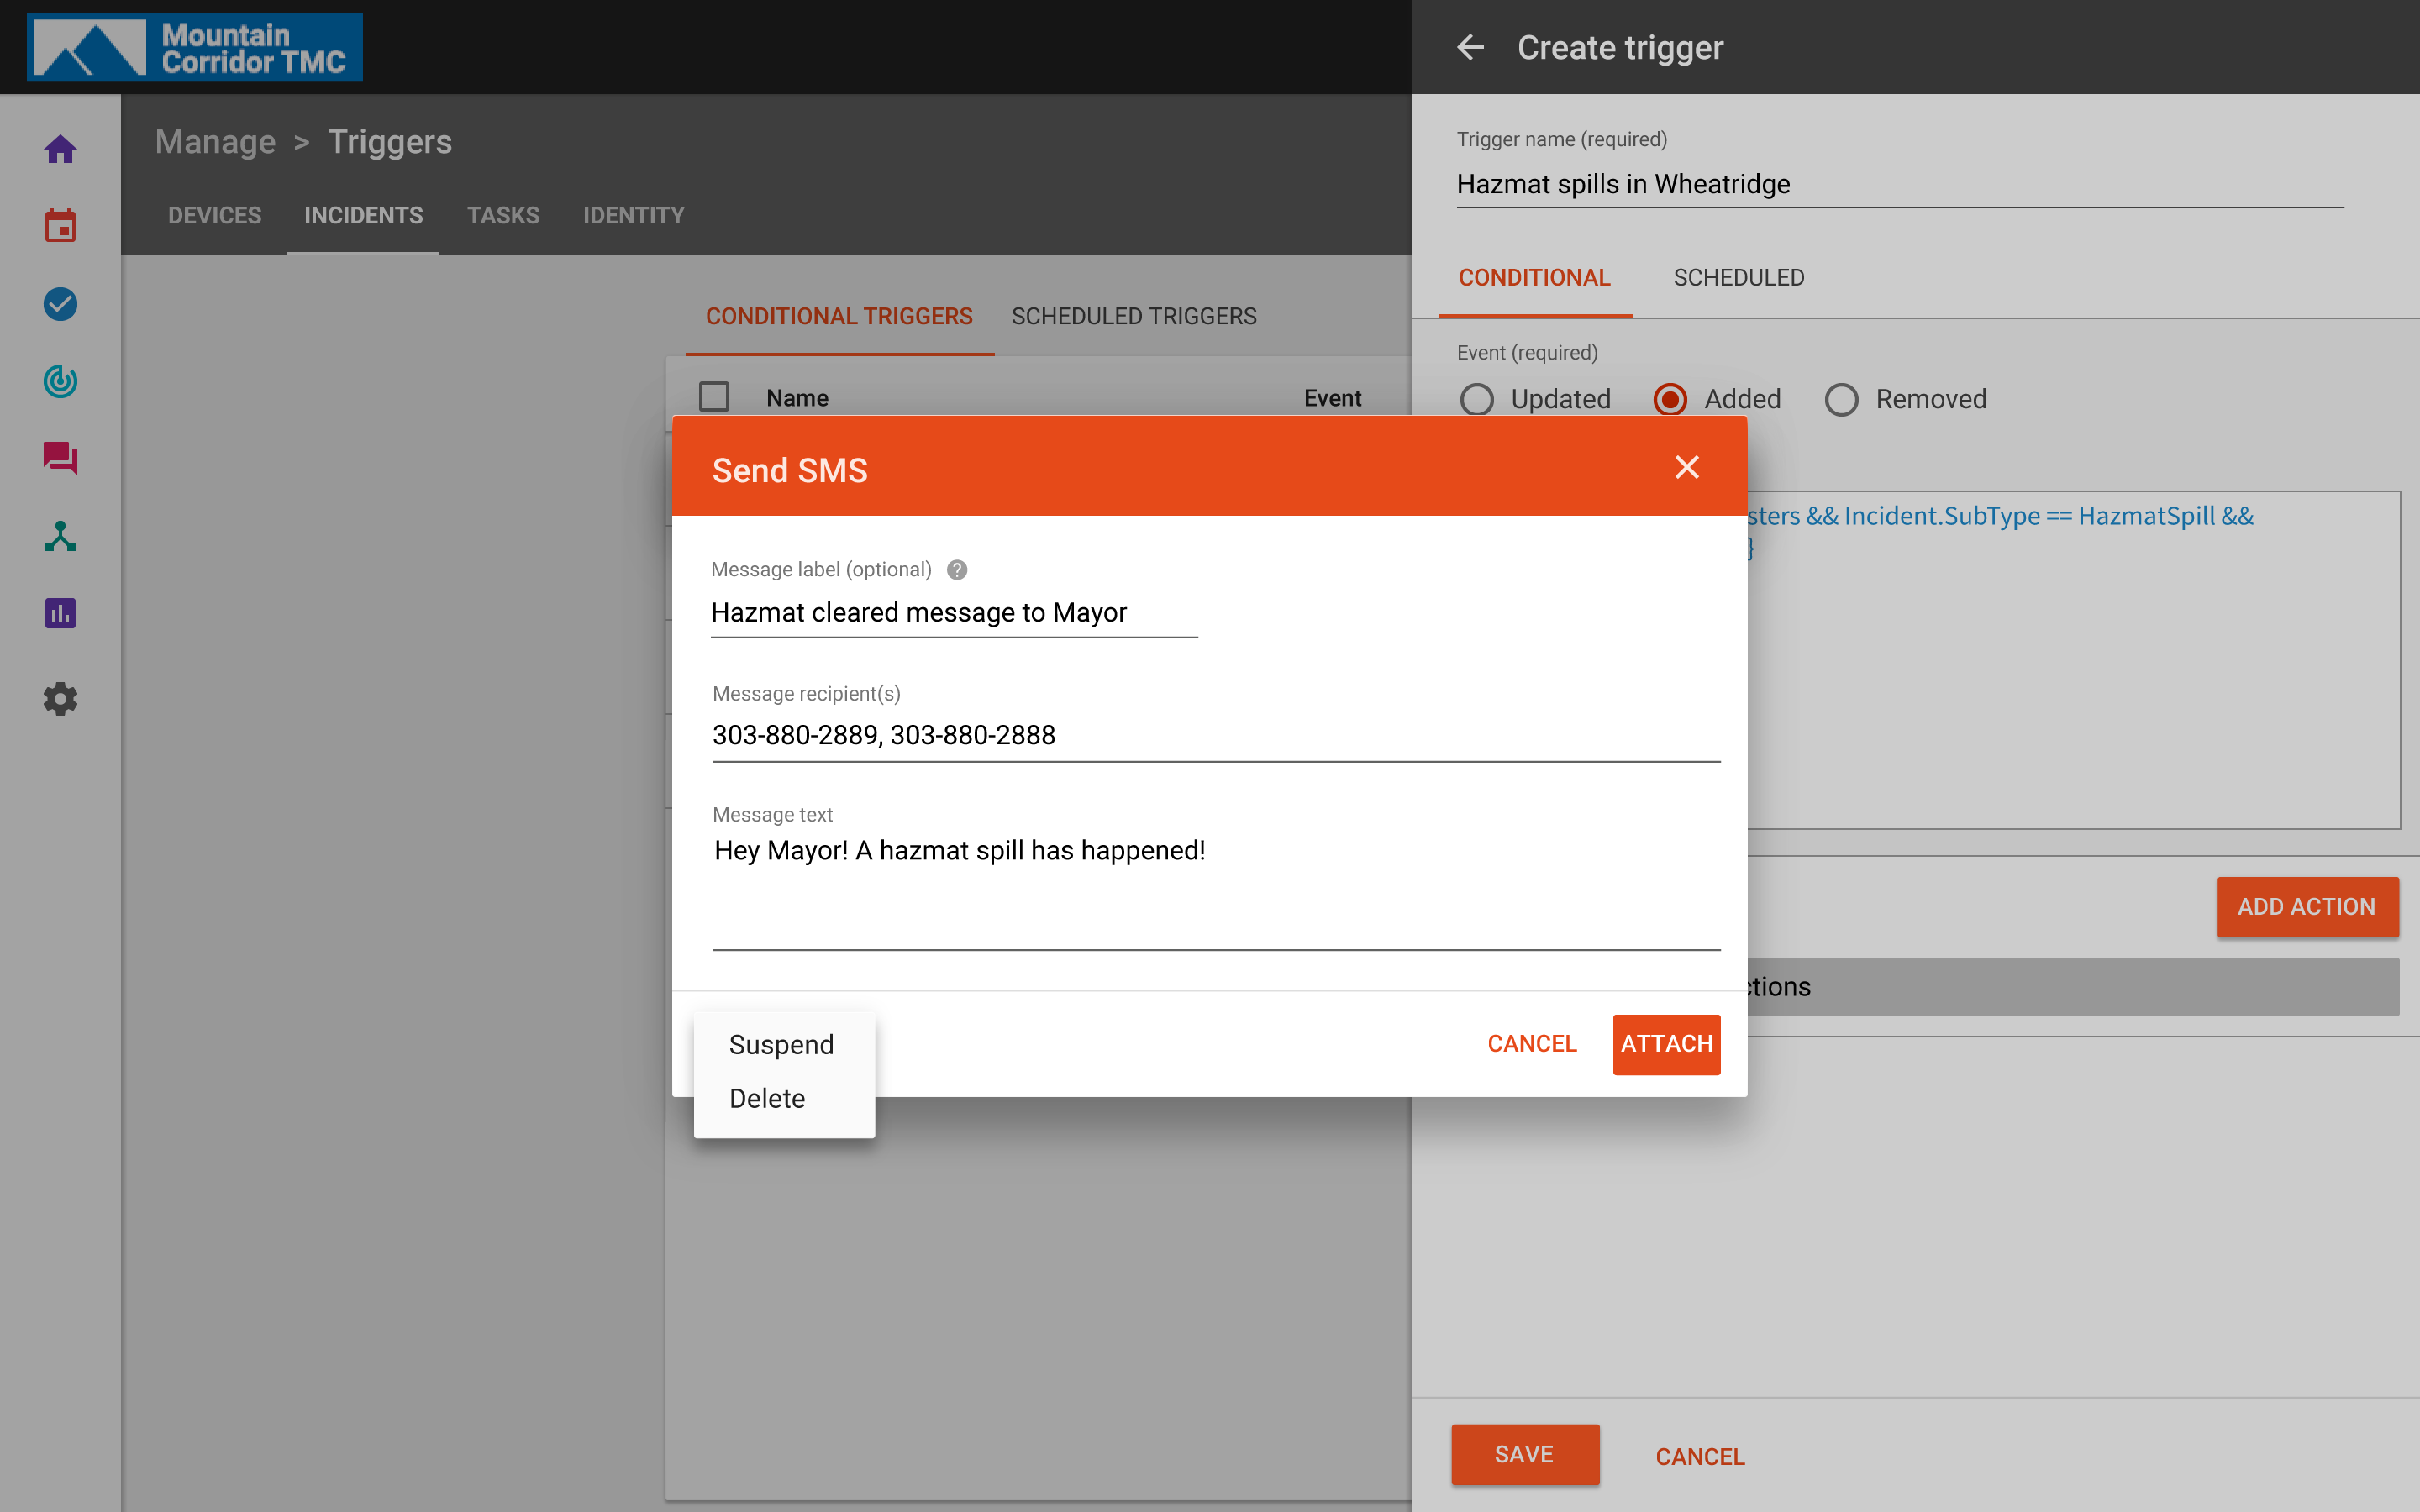 Mountain
Corridor TMC
Create trigger
Manage > Triggers
DEVICES INCIDENTS TASKS IDENTITY
Trigger name (required)
Hazmat spills in Wheatridge
CONDITIONAL SCHEDULED
CONDITIONAL TRIGGERS SCHEDULED TRIGGERS
Event (required)
Updated Added Removed
Name Event
Send SMS
&& Incident.SubType == HazmatSpill &&
}
Message label (optional) ?
Hazmat cleared message to Mayor
Message recipient(s)
303-880-2889, 303-880-2888
Message text
Hey Mayor! A hazmat spill has happened!
ADD ACTION
Suspend
Delete
CANCEL ATTACH
SAVE CANCEL